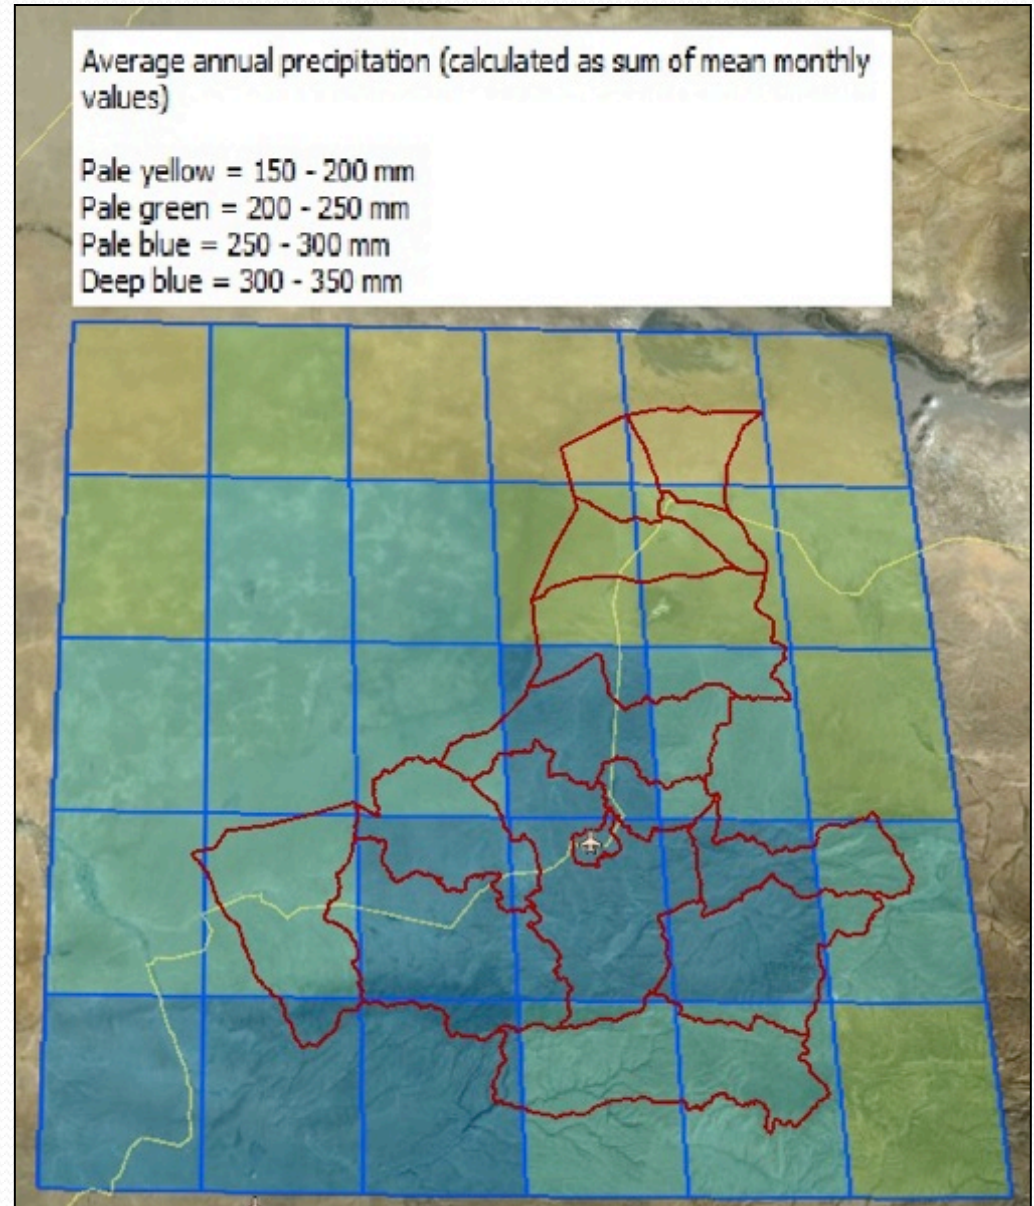 Average annual precipitation (calculated as sum of mean monthly
values)
Pale yellow = 150 - 200 mm
Pale green = 200 - 250 mm
Pale blue = 250 - 300 mm
Deep blue = 300 - 350 mm